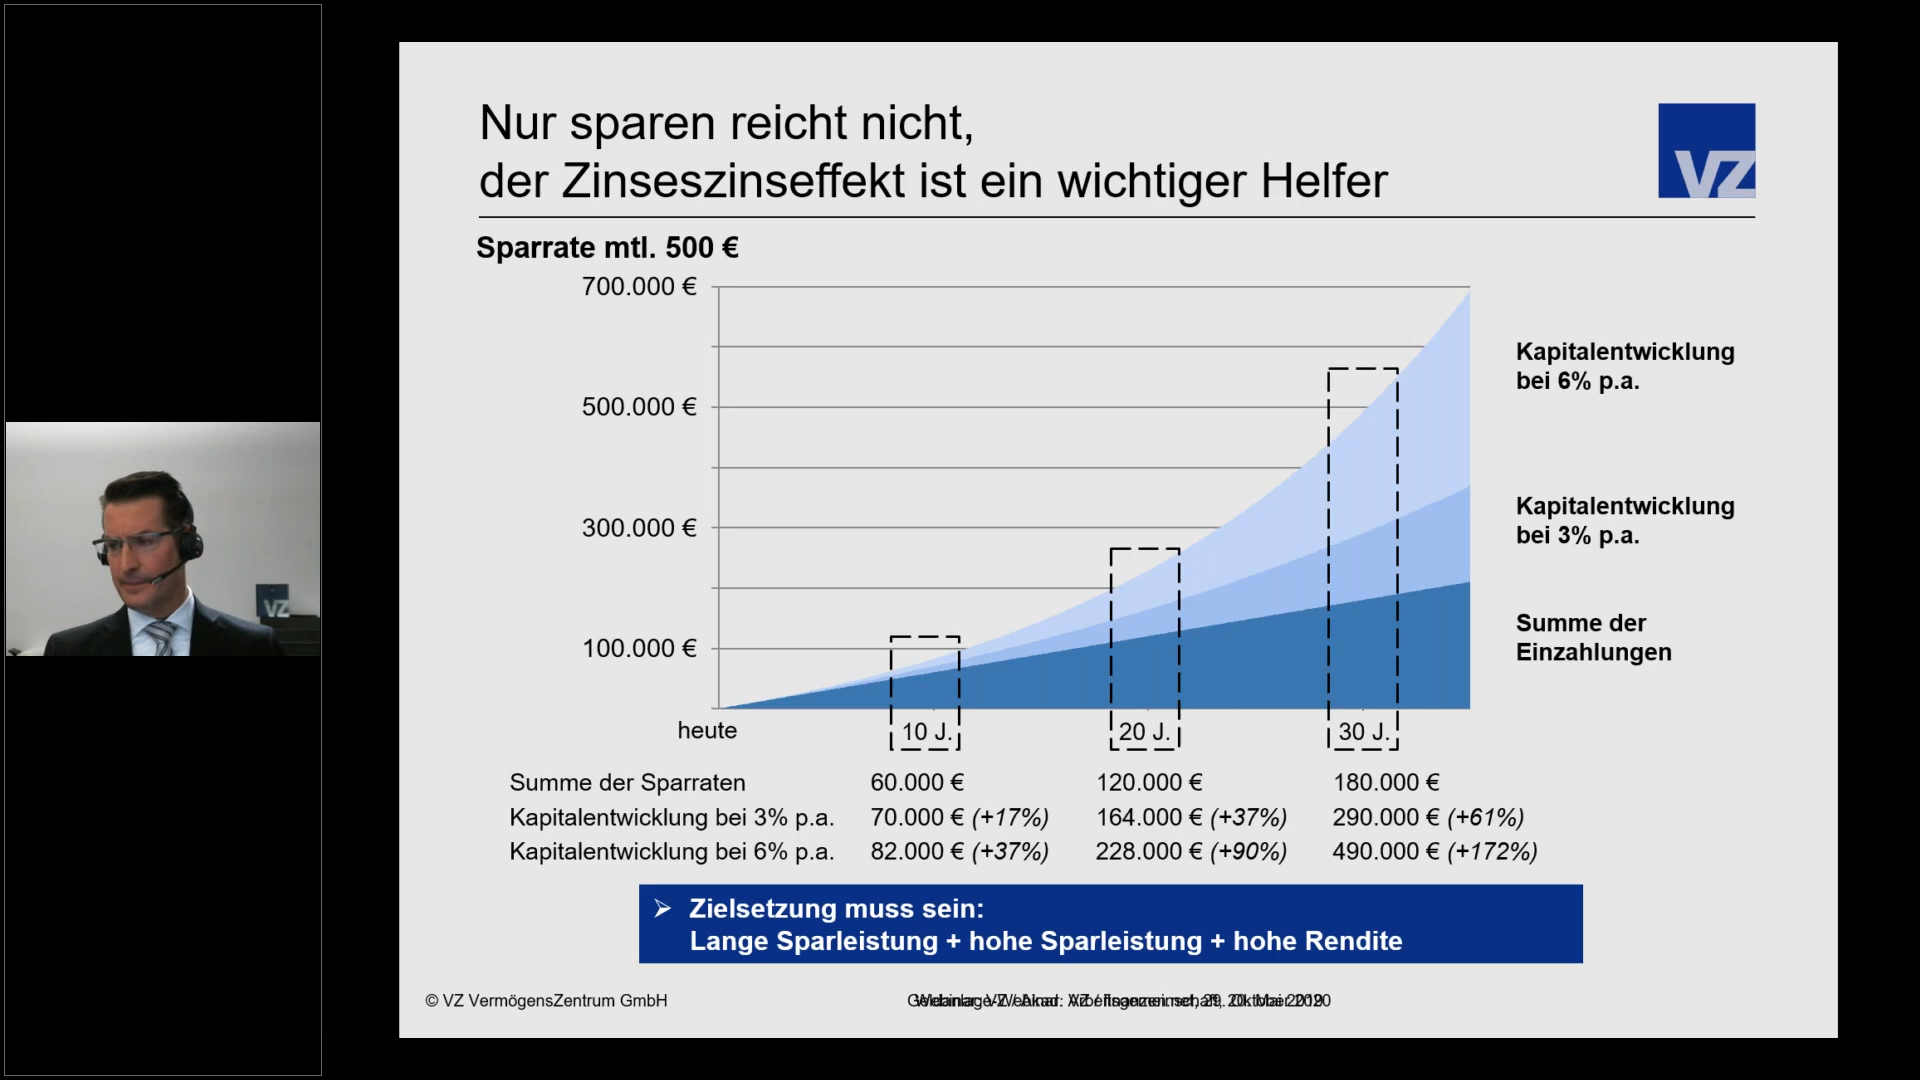 Nur sparen reicht nicht,
der Zinseszinseffekt ist ein wichtiger Helfer
VZ
Sparrate mtl. 500 €
700.000 €
500.000 €
300.000 €
100.000 €
Kapitalentwicklung
bei 6% p.a.
Kapitalentwicklung
bei 3% p.a.
Summe der
Einzahlungen
VZ
heute 10 J. 20 J. 30 J.
Summe der Sparraten 60.000 € 120.000 € 180.000 €
Kapitalentwicklung bei 3% p.a. 70.000 € (+17%) 164.000 € (+37%) 290.000 € (+61%)
Kapitalentwicklung bei 6% p.a. 82.000 € (+37%) 228.000 € (+90%) 490.000 € (+172%)
➢ Zielsetzung muss sein:
Lange Sparleistung + hohe Sparleistung + hohe Rendite
© VZ VermögensZentrum GmbH